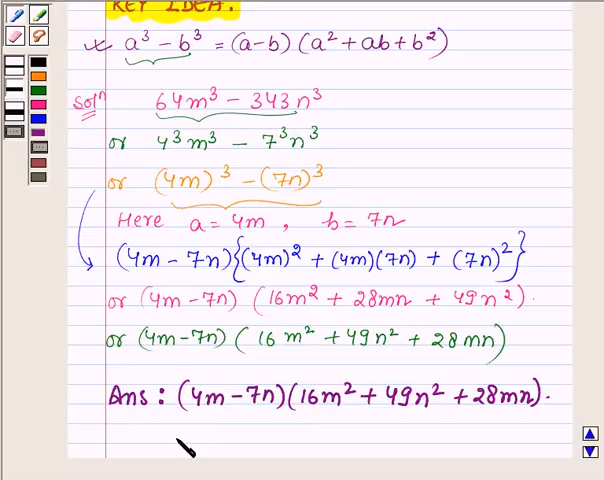 KEY IDEA:
* a³ - b³ = (a-b) (a² + ab + b²)
Solⁿ 64m³ - 343n³
or 4³m³ - 7³n³
or (4m)³ - (7n)³
Here a = 4m , b = 7n
(4m - 7n){(4m)² + (4m)(7n) + (7n)²}
or (4m-7n) (16m² + 28mn + 49n²).
or (4m-7n) (16m² + 49n² + 28mn)
Ans : (4m-7n)(16m² + 49n² + 28mn).